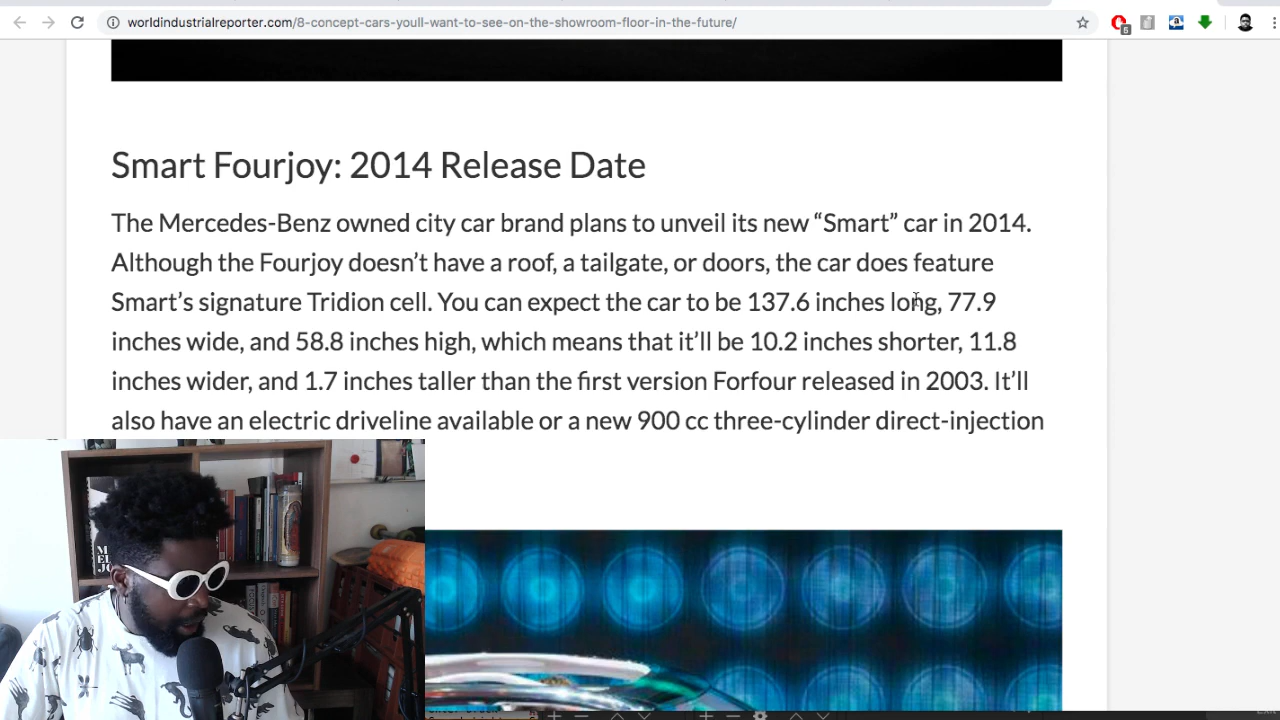 worldindustrialreporter.com/8-concept-cars-youll-want-to-see-on-the-showroom-floor-in-the-future/
5
Smart Fourjoy: 2014 Release Date
The Mercedes-Benz owned city car brand plans to unveil its new “Smart” car in 2014.
Although the Fourjoy doesn’t have a roof, a tailgate, or doors, the car does feature
Smart’s signature Tridion cell. You can expect the car to be 137.6 inches long, 77.9
inches wide, and 58.8 inches high, which means that it’ll be 10.2 inches shorter, 11.8
inches wider, and 1.7 inches taller than the first version Forfour released in 2003. It’ll
also have an electric driveline available or a new 900 cc three-cylinder direct-injection